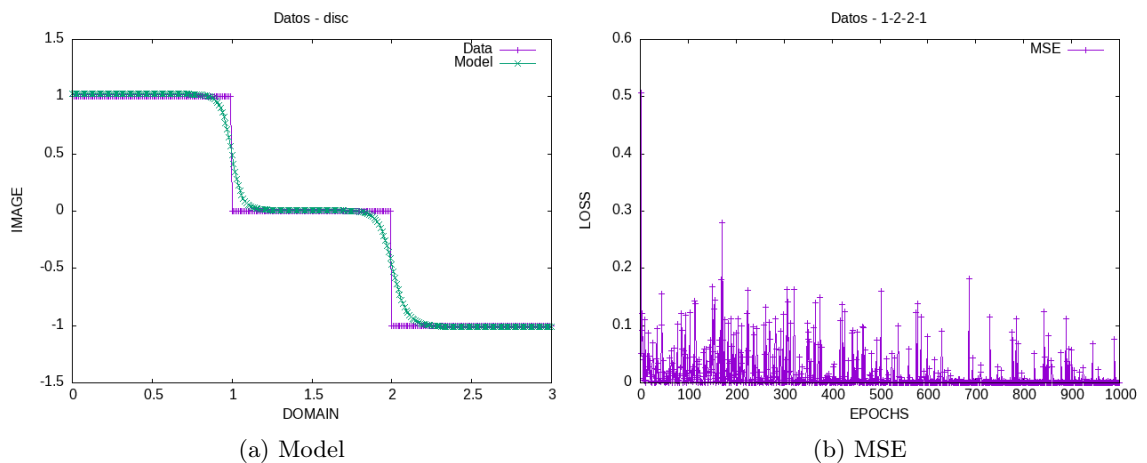 Datos - disc
1.5
1
0.5
0
-0.5
-1
-1.5
IMAGE
Data
Model
0 0.5 1 1.5 2 2.5 3
DOMAIN
(a) Model
Datos - 1-2-2-1
0.6
0.5
0.4
0.3
0.2
0.1
0
LOSS
MSE
0 100 200 300 400 500 600 700 800 900 1000
EPOCHS
(b) MSE